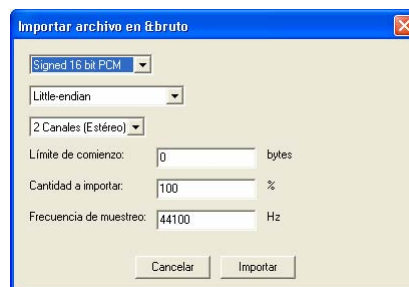 Importar archivo en &bruto
Signed 16 bit PCM
Little-endian
2 Canales (Estéreo)
Límite de comienzo: 0 bytes
Cantidad a importar: 100 %
Frecuencia de muestreo: 44100 Hz
Cancelar Importar